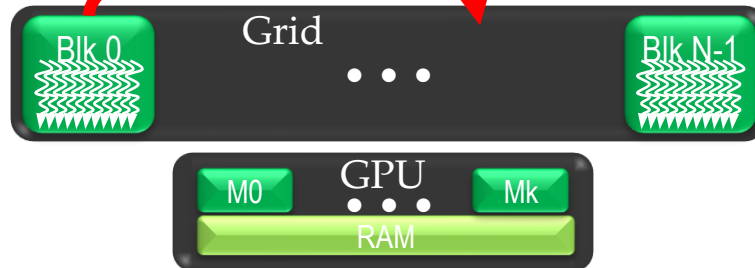 Grid
Blk 0
• • •
Blk N-1
GPU
M0
• • •
Mk
RAM